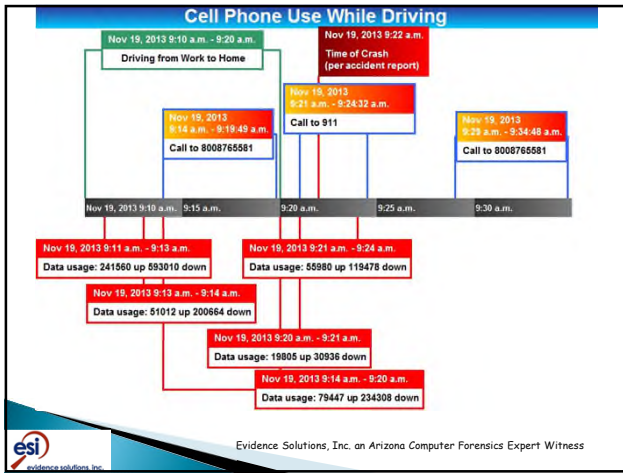 Cell Phone Use While Driving
Nov 19, 2013 9:10 a.m. - 9:20 a.m.
Driving from Work to Home
Nov 19, 2013 9:22 a.m.
Time of Crash
(per accident report)
Nov 19, 2013
9:14 a.m. - 9:19:49 a.m.
Call to 8008765581
Nov 19, 2013
9:21 a.m. - 9:24:32 a.m.
Call to 911
Nov 19, 2013
9:29 a.m. - 9:34:48 a.m.
Call to 8008765581
Nov 19, 2013 9:10 a.m.
9:15 a.m.
9:20 a.m.
9:25 a.m.
9:30 a.m.
Nov 19, 2013 9:11 a.m. - 9:13 a.m.
Data usage: 241560 up 593010 down
Nov 19, 2013 9:21 a.m. - 9:24 a.m.
Data usage: 55980 up 119478 down
Nov 19, 2013 9:13 a.m. - 9:14 a.m.
Data usage: 51012 up 200664 down
Nov 19, 2013 9:20 a.m. - 9:21 a.m.
Data usage: 19805 up 30936 down
Nov 19, 2013 9:14 a.m. - 9:20 a.m.
Data usage: 79447 up 234308 down
esi
evidence solutions, inc.
Evidence Solutions, Inc. an Arizona Computer Forensics Expert Witness